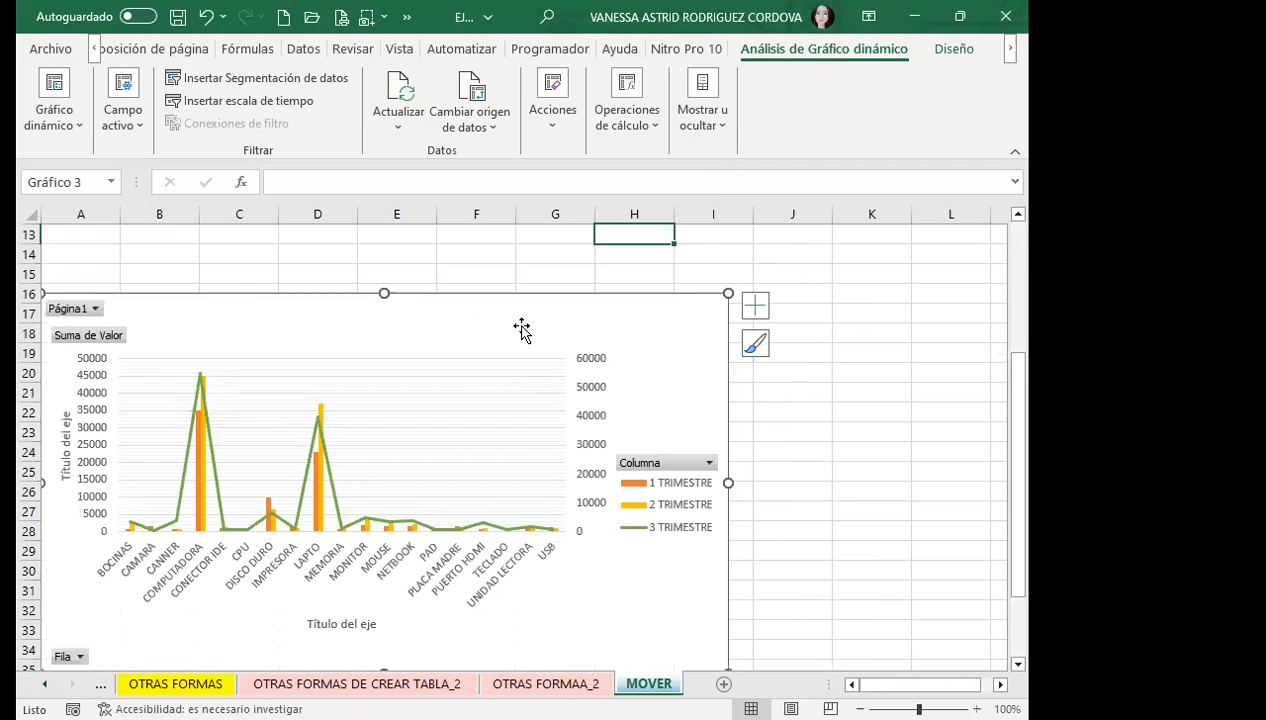 Autoguardado
EJ...
VANESSA ASTRID RODRIGUEZ CORDOVA
Archivo
posición de página
Fórmulas
Datos
Revisar
Vista
Automatizar
Programador
Ayuda
Nitro Pro 10
Análisis de Gráfico dinámico
Diseño
Gráfico dinámico
Campo activo
Insertar Segmentación de datos
Insertar escala de tiempo
Conexiones de filtro
Filtrar
Actualizar
Cambiar origen de datos
Datos
Acciones
Operaciones de cálculo
Mostrar u ocultar
Gráfico 3
fx
A B C D E F G H I J K L
13
14
15
16
17
18
19
20
21
22
23
24
25
26
27
28
29
30
31
32
33
34
35
Página1
Suma de Valor
50000
45000
40000
35000
30000
25000
20000
15000
10000
5000
0
Título del eje
60000
50000
40000
30000
20000
10000
0
Columna
1 TRIMESTRE
2 TRIMESTRE
3 TRIMESTRE
BOCINAS
CAMARA
CANNER
COMPUTADORA
CONECTOR IDE
CPU
DISCO DURO
IMPRESORA
LAPTO
MEMORIA
MONITOR
MOUSE
NETBOOK
PAD
PLACA MADRE
PUERTO HDMI
TECLADO
UNIDAD LECTORA
USB
Título del eje
Fila
...
OTRAS FORMAS
OTRAS FORMAS DE CREAR TABLA_2
OTRAS FORMAA_2
MOVER
Listo
Accesibilidad: es necesario investigar
100%